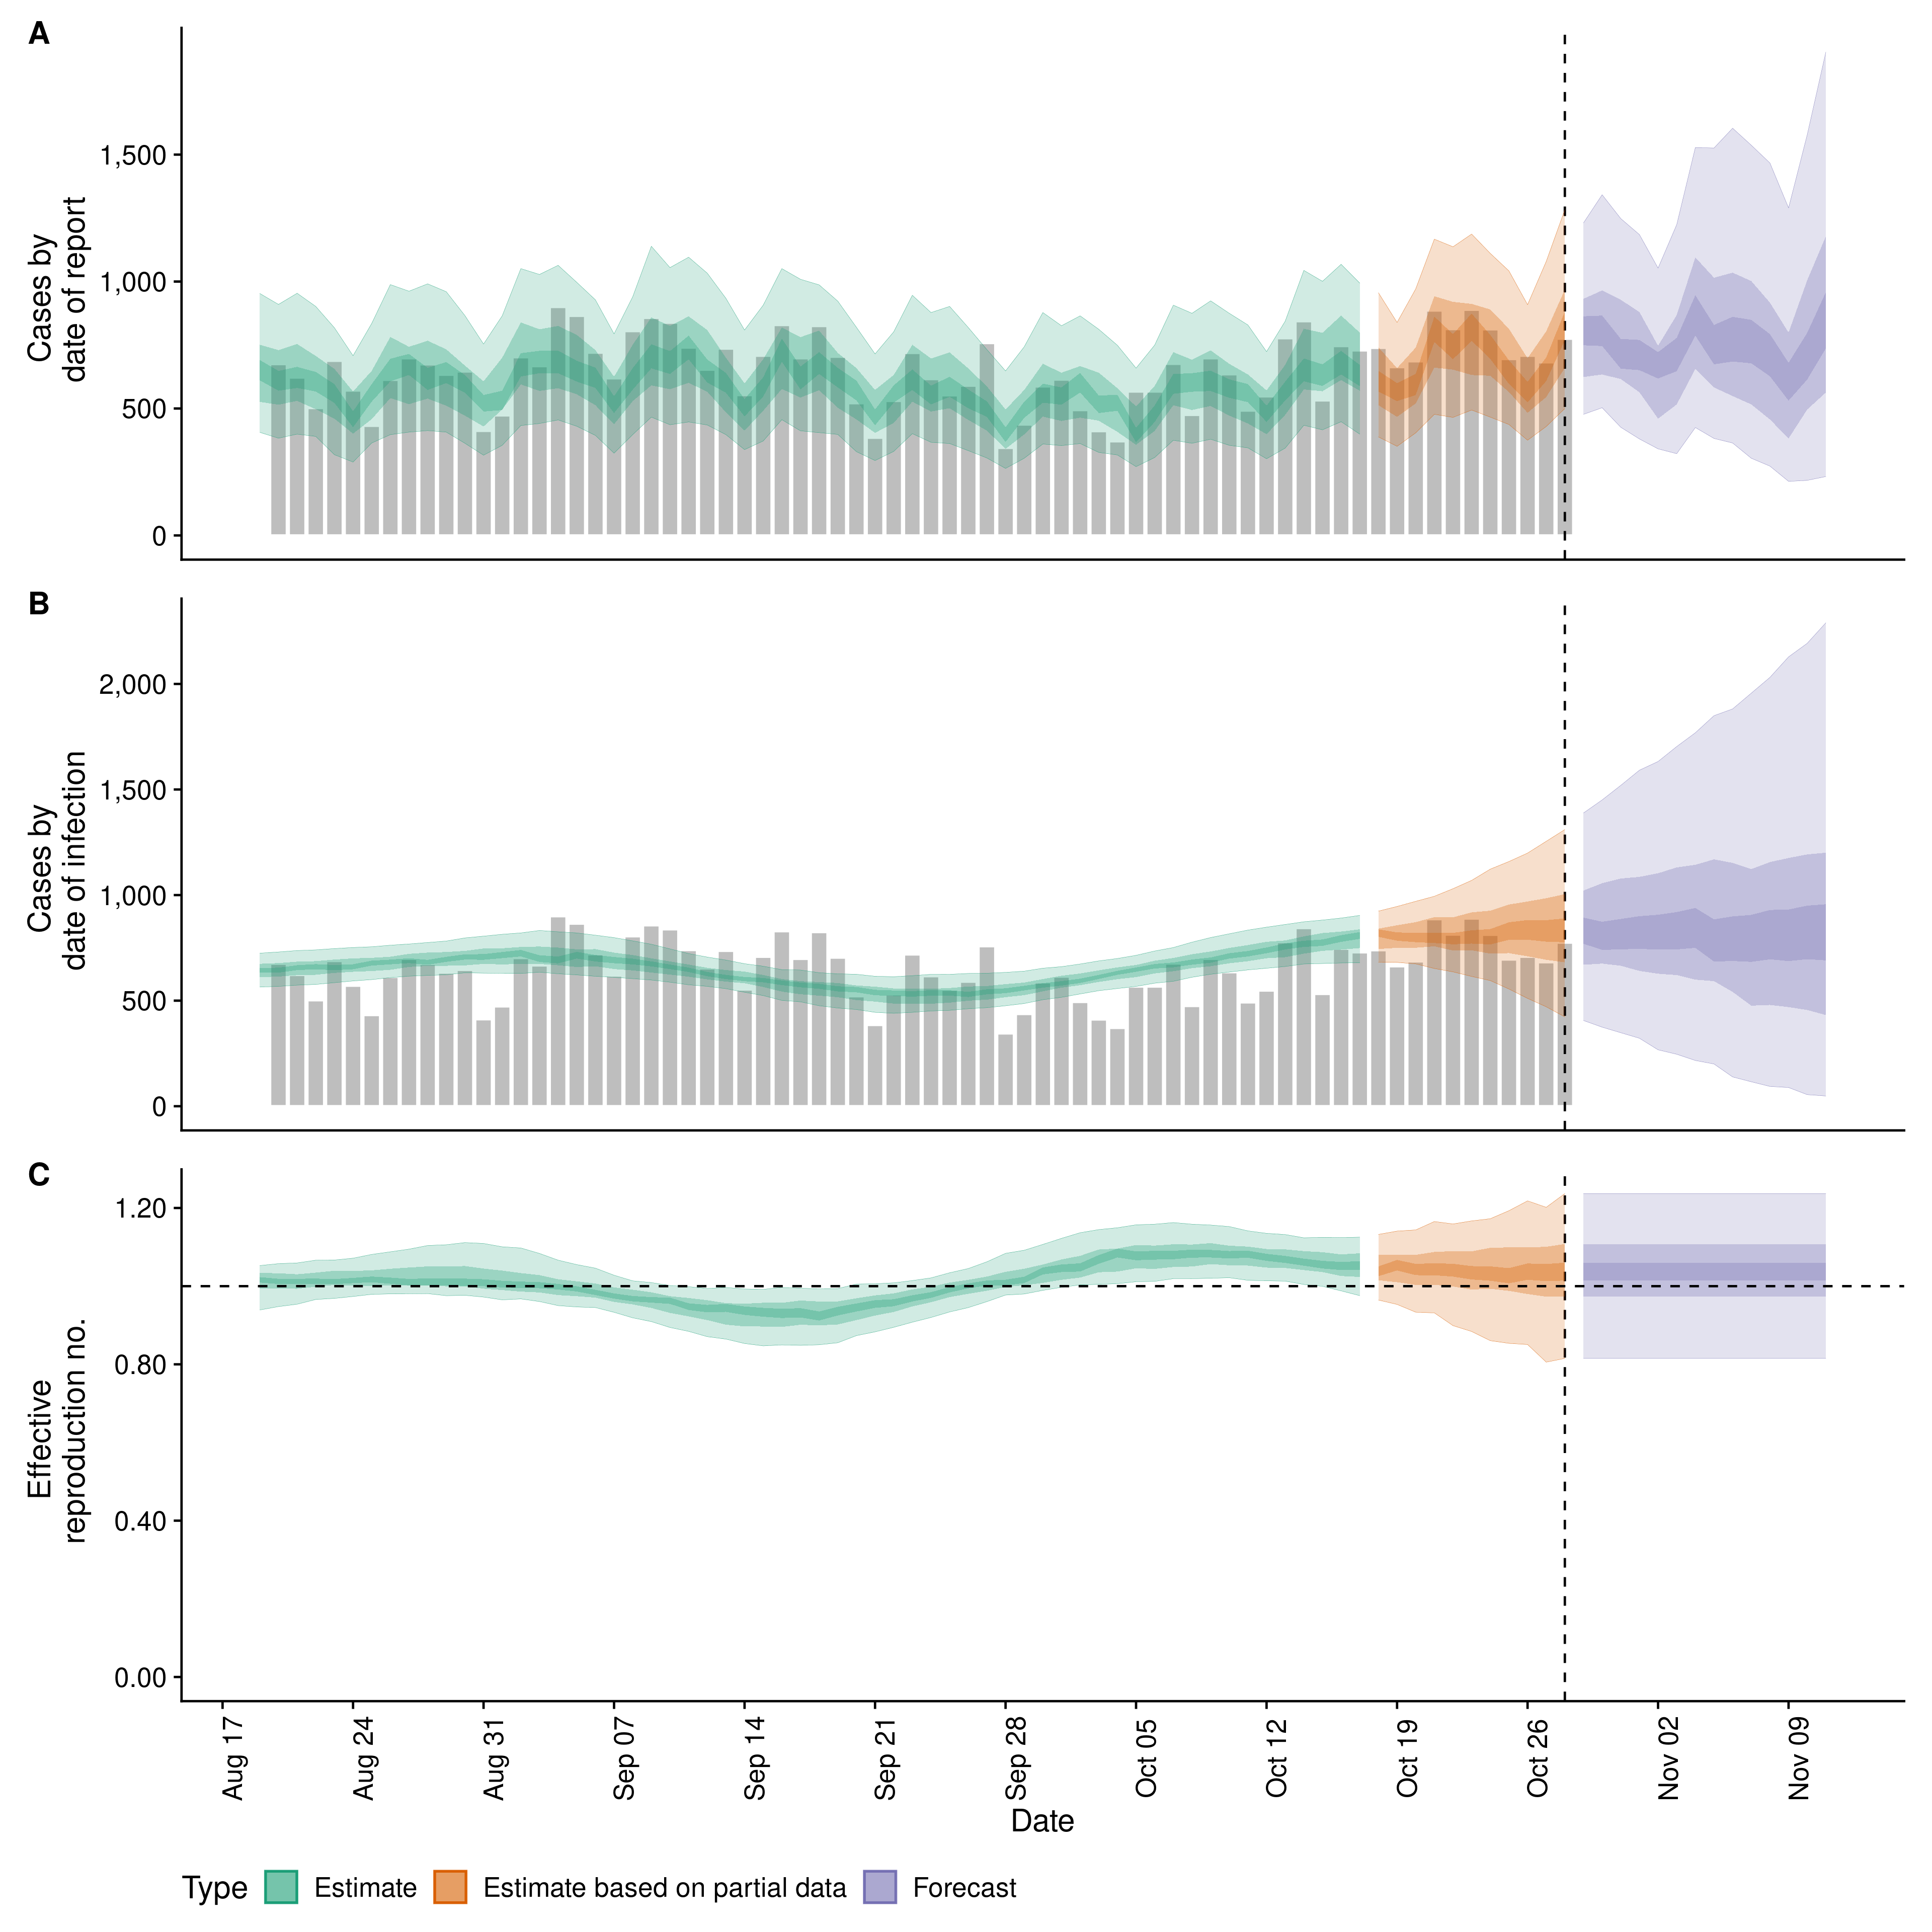 A
Cases by
date of report
1,500
1,000
500
0
B
Cases by
date of infection
2,000
1,500
1,000
500
0
C
Effective
reproduction no.
1.20
0.80
0.40
0.00
Aug 17
Aug 24
Aug 31
Sep 07
Sep 14
Sep 21
Sep 28
Oct 05
Oct 12
Oct 19
Oct 26
Nov 02
Nov 09
Date
Type
Estimate
Estimate based on partial data
Forecast